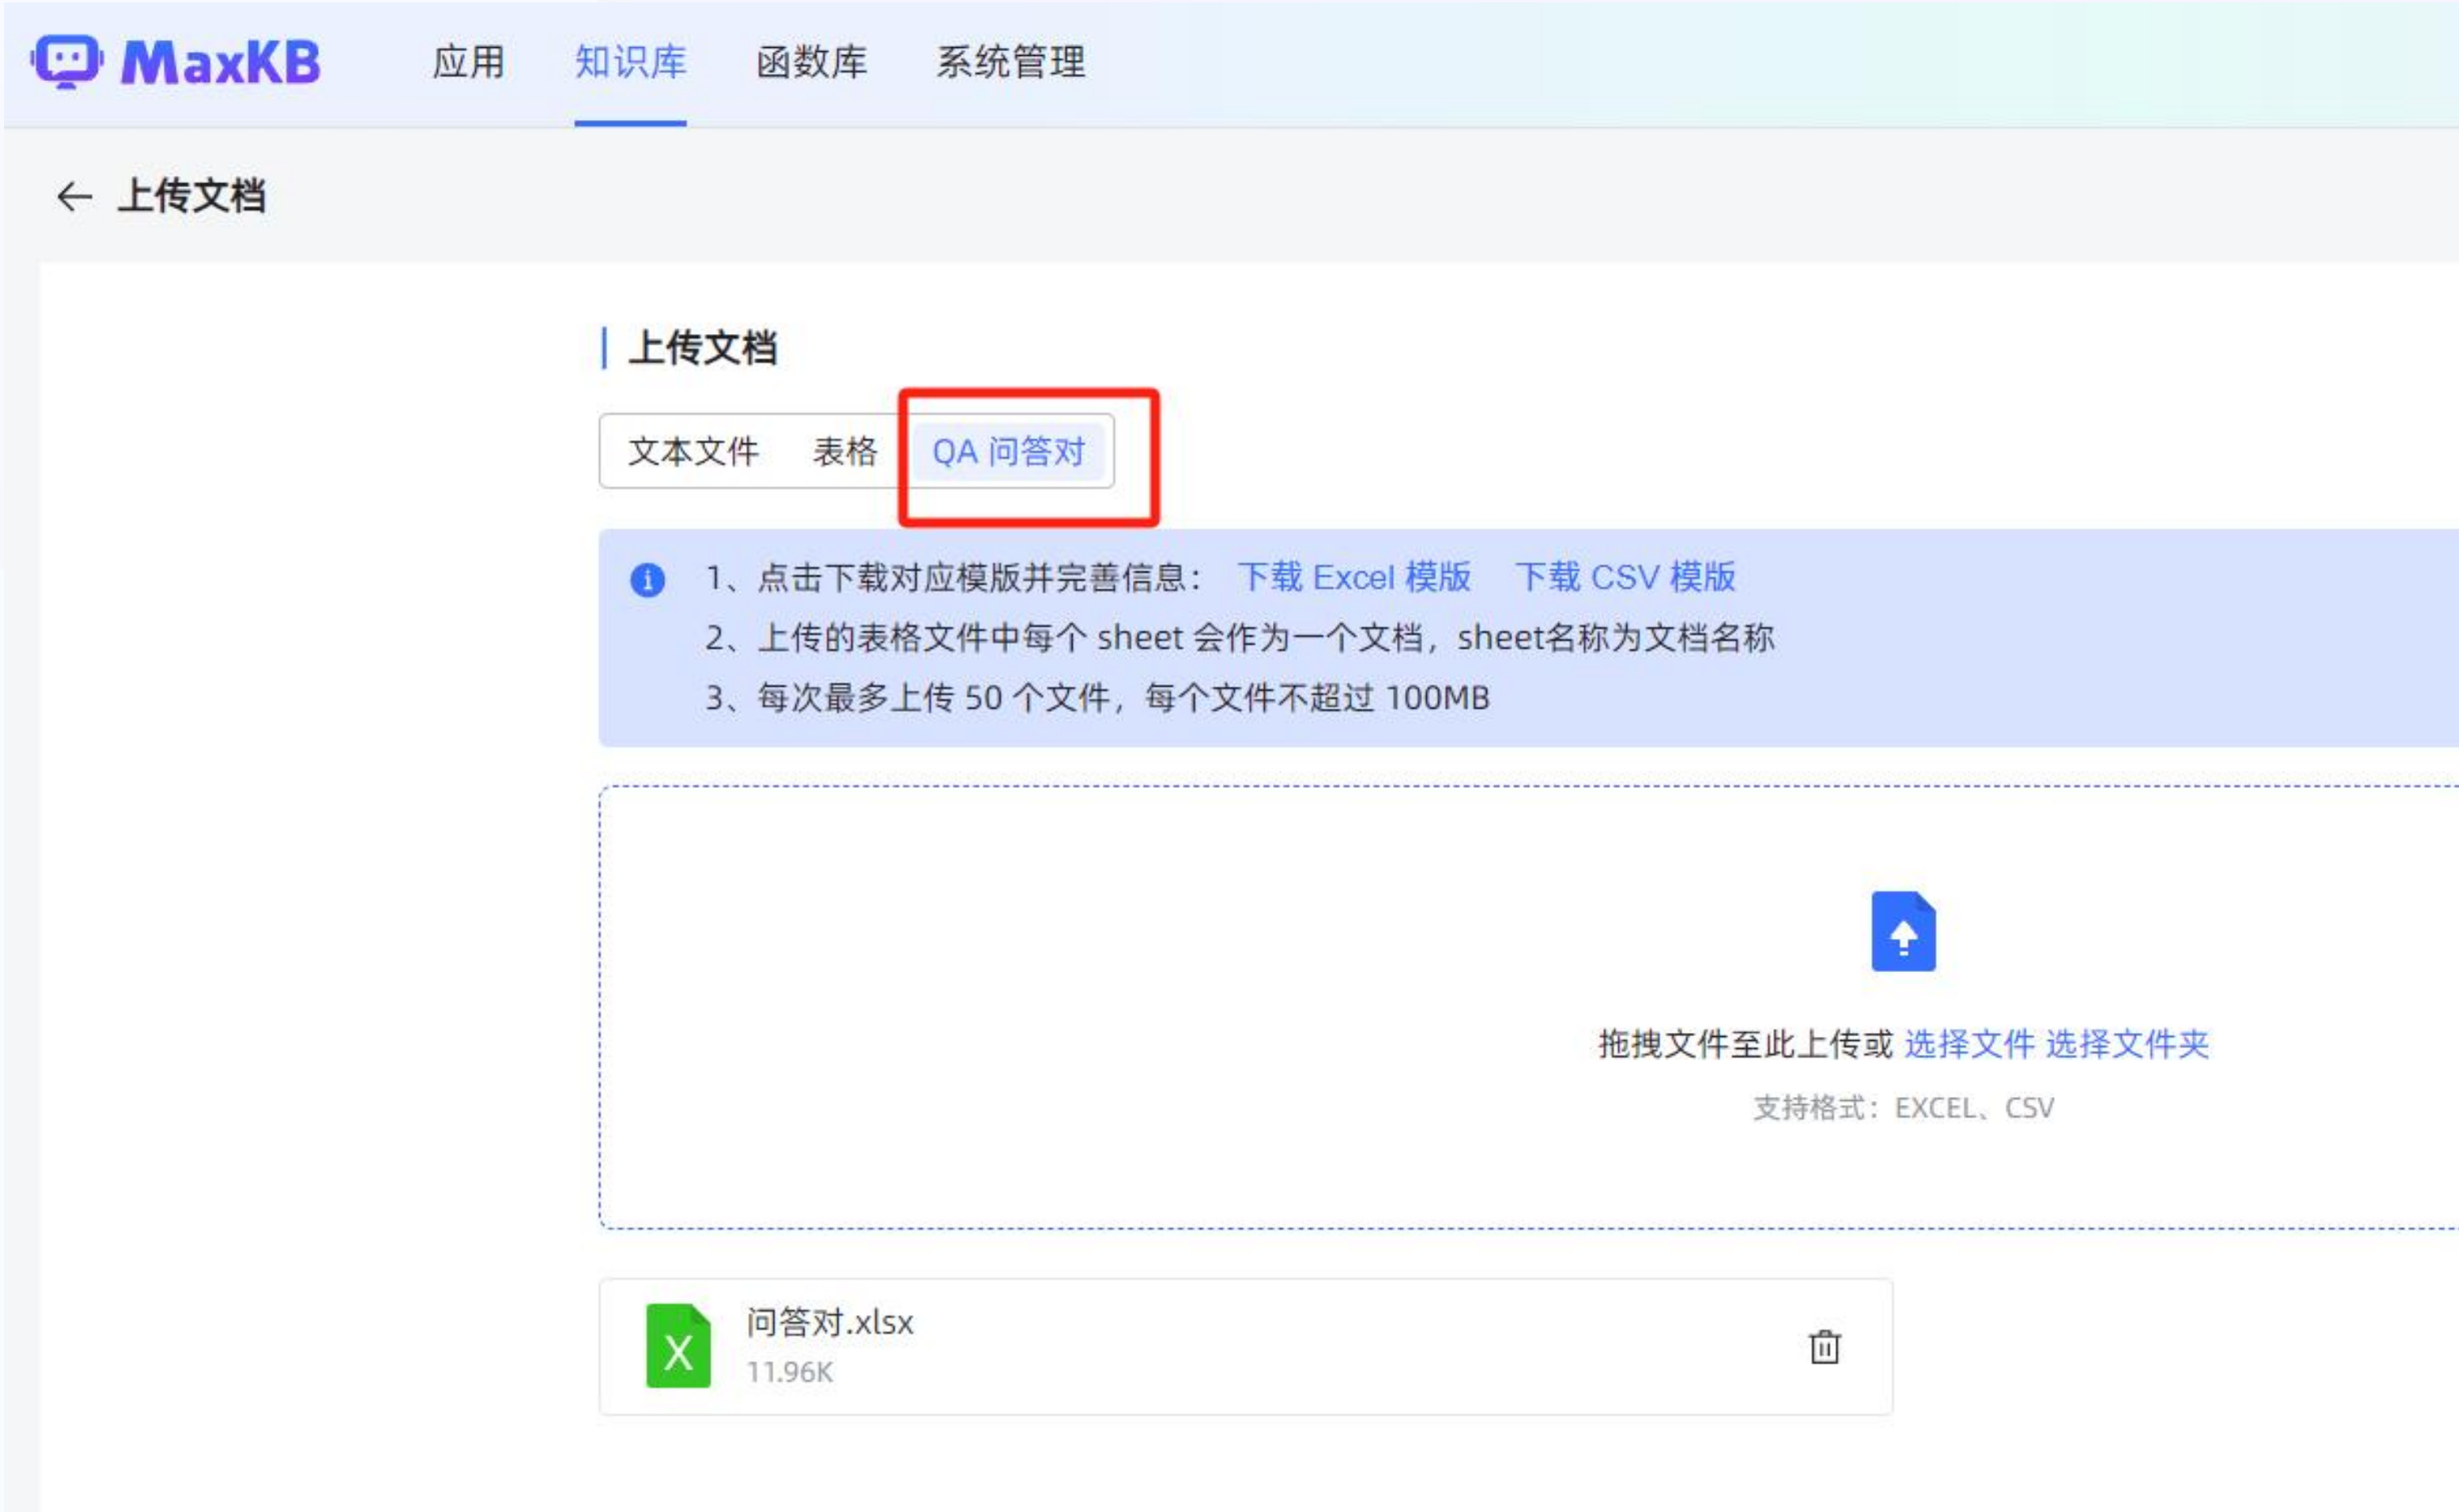 MaxKB 应用 知识库 函数库 系统管理
上传文档
上传文档
文本文件 表格 QA 问答对
1、点击下载对应模版并完善信息： 下载 Excel 模版 下载 CSV 模版
2、上传的表格文件中每个 sheet 会作为一个文档，sheet名称为文档名称
3、每次最多上传 50 个文件，每个文件不超过 100MB
拖拽文件至此上传或 选择文件 选择文件夹
支持格式：EXCEL、CSV
X
问答对.xlsx
11.96K